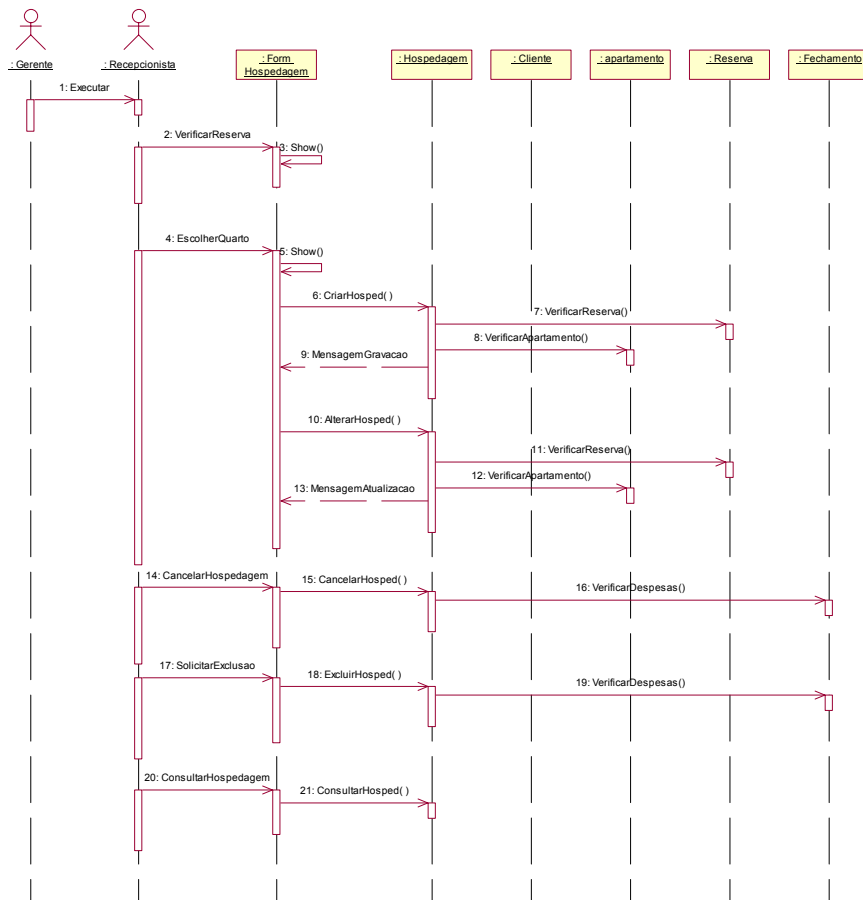 : Gerente
: Recepcionista
: Form
Hospedagem
: Hospedagem
: Cliente
: apartamento
: Reserva
: Fechamento
1: Executar
2: VerificarReserva
3: Show()
4: EscolherQuarto
5: Show()
6: CriarHosped( )
7: VerificarReserva()
8: VerificarApartamento()
9: MensagemGravacao
10: AlterarHosped( )
11: VerificarReserva()
12: VerificarApartamento()
13: MensagemAtualizacao
14: CancelarHospedagem
15: CancelarHosped( )
16: VerificarDespesas()
17: SolicitarExclusao
18: ExcluirHosped( )
19: VerificarDespesas()
20: ConsultarHospedagem
21: ConsultarHosped( )